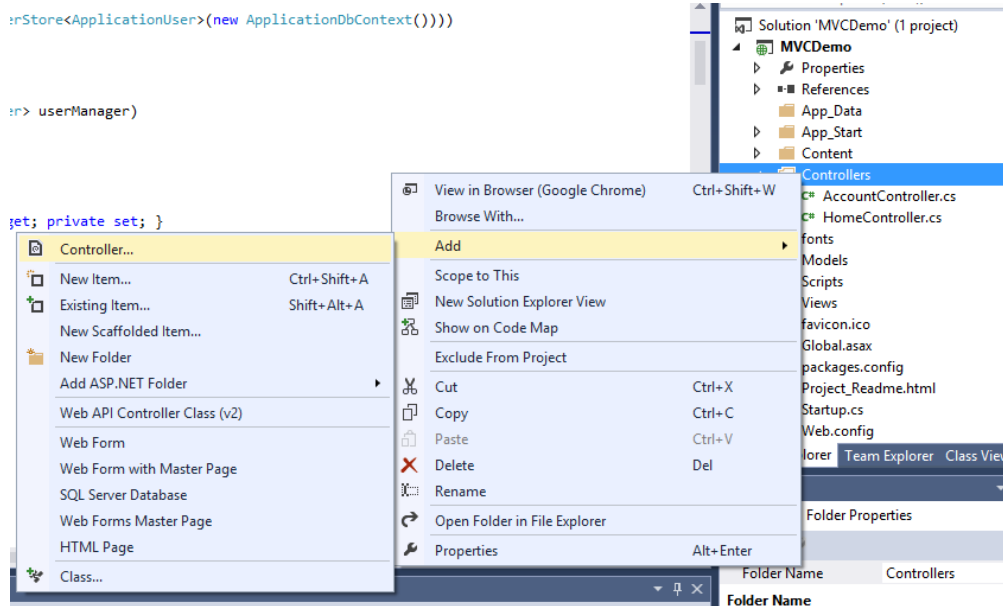 erStore<ApplicationUser>(new ApplicationDbContext())))
er> userManager)
get; private set; }
Controller...
New Item... Ctrl+Shift+A
Existing Item... Shift+Alt+A
New Scaffolded Item...
New Folder
Add ASP.NET Folder
Web API Controller Class (v2)
Web Form
Web Form with Master Page
SQL Server Database
Web Forms Master Page
HTML Page
Class...
View in Browser (Google Chrome) Ctrl+Shift+W
Browse With...
Add
Scope to This
New Solution Explorer View
Show on Code Map
Exclude From Project
Cut Ctrl+X
Copy Ctrl+C
Paste Ctrl+V
Delete Del
Rename
Open Folder in File Explorer
Properties Alt+Enter
Solution 'MVCDemo' (1 project)
MVCDemo
Properties
References
App_Data
App_Start
Content
Controllers
C# AccountController.cs
C# HomeController.cs
fonts
Models
Scripts
Views
favicon.ico
Global.asax
packages.config
Project_Readme.html
Startup.cs
Web.config
lorer Team Explorer Class View
Folder Properties
Folder Name Controllers
Folder Name